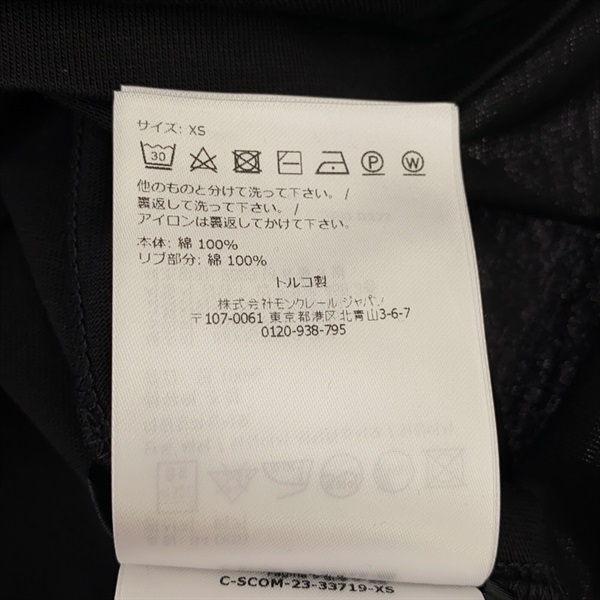 サイズ: XS
30
P
W
他のものと分けて洗って下さい。/
裏返して洗って下さい。/
アイロンは裏返してかけて下さい。
本体: 綿 100%
リブ部分: 綿 100%
トルコ製
株式会社モンクレール ジャパン
〒107-0061 東京都港区北青山3-6-7
0120-938-795
C-SCOM-23-33719-XS